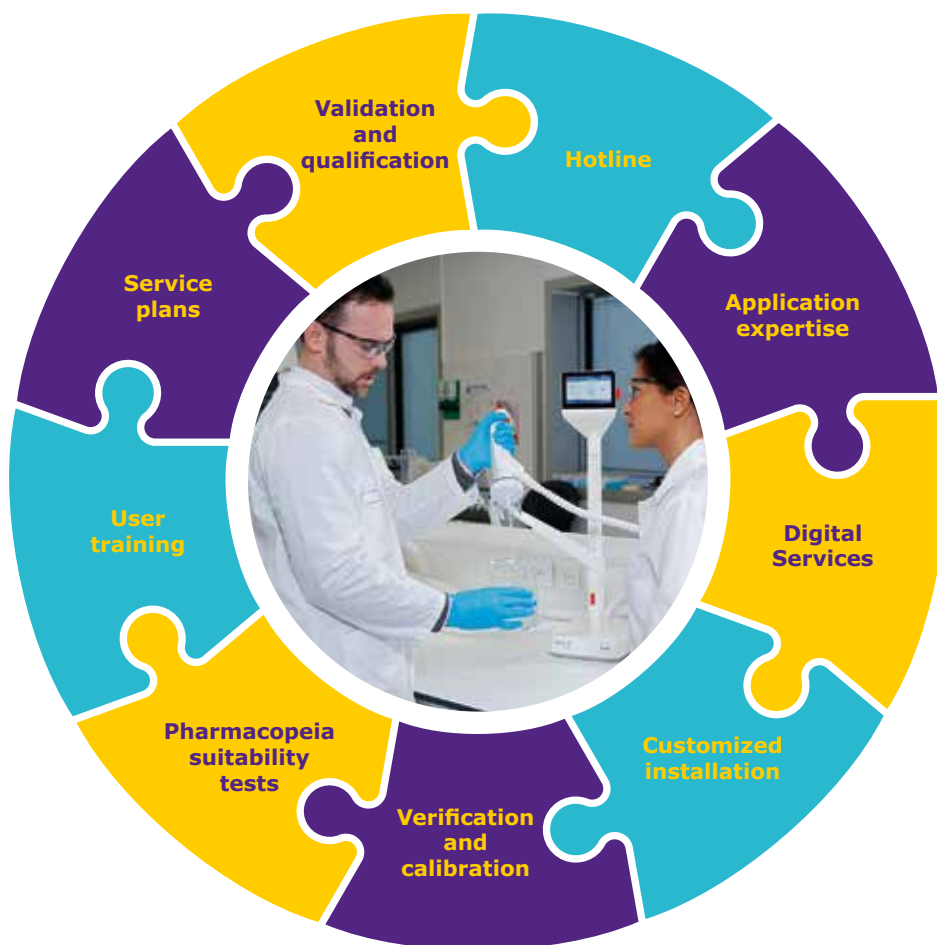 Validation
and
qualification
Hotline
Application
expertise
Digital
Services
Customized
installation
Verification
and
calibration
Pharmacopeia
suitability
tests
User
training
Service
plans